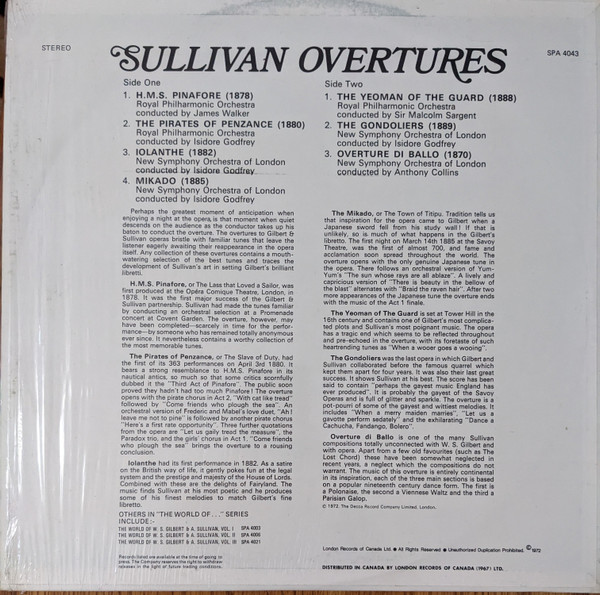 STEREO
SPA 4043
SULLIVAN OVERTURES
Side One
1. H.M.S. PINAFORE (1878)
Royal Philharmonic Orchestra
conducted by James Walker
2. THE PIRATES OF PENZANCE (1880)
Royal Philharmonic Orchestra
conducted by Isidore Godfrey
3. IOLANTHE (1882)
New Symphony Orchestra of London
conducted by Isidore Godfrey
4. MIKADO (1885)
New Symphony Orchestra of London
conducted by Isidore Godfrey
Side Two
1. THE YEOMAN OF THE GUARD (1888)
Royal Philharmonic Orchestra
conducted by Sir Malcolm Sargent
2. THE GONDOLIERS (1889)
New Symphony Orchestra of London
conducted by Isidore Godfrey
3. OVERTURE DI BALLO (1870)
New Symphony Orchestra of London
conducted by Anthony Collins
Perhaps the greatest moment of anticipation when
enjoying a night at the opera, is that moment when quiet
descends on the audience as the conductor takes up his
baton to conduct the overture. The overtures to Gilbert &
Sullivan operas bristle with familiar tunes that leave the
listener eagerly awaiting their reappearance in the opera
itself. Any collection of these overtures contains a mouth-
watering selection of the best tunes and traces the
development of Sullivan's art in setting Gilbert's brilliant
libretti.
H.M.S. Pinafore, or The Lass that Loved a Sailor, was
first produced at the Opéra Comique Theatre, London, in
1878. It was the first major success of the Gilbert &
Sullivan partnership. Sullivan had made the tunes familiar
by conducting an orchestral selection at a Promenade
concert at Covent Garden. The overture, however, may
have been completed—scarcely in time for the perfor-
mance—by someone who has remained totally anonymous
ever since. It nevertheless contains a worthy collection of
the most memorable tunes.
The Pirates of Penzance, or The Slave of Duty, had
the first of its 363 performances on April 3rd 1880. It
bears a strong resemblance to H.M.S. Pinafore in its
nautical antics, so much so that some critics scornfully
dubbed it the "Third Act of Pinafore". The public soon
proved they hadn't had too much Pinafore! The overture
opens with the pirate chorus in Act 2, "With cat like tread"
followed by "Come friends who plough the sea". An
orchestral version of Frederic and Mabel's love duet, "Ah!
leave me not to pine" is followed by another pirate chorus
"Here's a first rate opportunity". Three further quotations
from the opera are "Let us gaily tread the measure", the
Paradox trio, and the girls' chorus in Act 1. "Come friends
who plough the sea" brings the overture to a rousing
conclusion.
Iolanthe had its first performance in 1882. As a satire
on the British way of life, it gently pokes fun at the legal
system and the prestige and majesty of the House of Lords.
Combined with these are the delights of Fairyland. The
music finds Sullivan at his most poetic and he produces
some of his finest melodies to match Gilbert's fine
libretto.
OTHERS IN "THE WORLD OF..." SERIES
INCLUDE:-
THE WORLD OF W. S. GILBERT & A. SULLIVAN, VOL. I SPA 4003
THE WORLD OF W. S. GILBERT & A. SULLIVAN, VOL. II SPA 4000
THE WORLD OF W. S. GILBERT & A. SULLIVAN, VOL. III SPA 4021
Records listed are available at the time of going to
press. The Company reserves the right to withdraw
releases in the light of future trading conditions.
The Mikado, or The Town of Titipu. Tradition tells us
that inspiration for the opera came to Gilbert when a
Japanese sword fell from his study wall! If that is
unlikely, so is much of what happens in the Gilbert's
libretto. The first night on March 14th 1885 at the Savoy
Theatre, was the first of almost 700, and fame and
acclamation soon spread throughout the world. The
overture opens with the only genuine Japanese tune in
the opera. There follows an orchestral version of Yum-
Yum's "The sun whose rays are all ablaze". A lively and
capricious version of "There is beauty in the bellow of
the blast" alternates with "Braid the raven hair". After two
more appearances of the Japanese tune the overture ends
with the music of the Act 1 finale.
The Yeoman of The Guard is set at Tower Hill in the
16th century and contains one of Gilbert's most complica-
ted plots and Sullivan's most poignant music. The opera
has a tragic end which seems to be reflected throughout
and pre-echoed in the overture, with its foretaste of such
heartrending tunes as "When a wooer goes a wooing".
The Gondoliers was the last opera in which Gilbert and
Sullivan collaborated before the famous quarrel which
kept them apart for four years. It was also their last great
success. It shows Sullivan at his best. The score has been
said to contain "perhaps the gayest music England has
ever produced". It is probably the gayest of the Savoy
Operas and is full of glitter and sparkle. The overture is a
pot-pourri of some of the gayest and wittiest melodies. It
includes "When a merry maiden marries", "Let us a
gavotte perform sedately" and the exhilarating "Dance a
Cachucha, Fandango, Bolero".
Overture di Ballo is one of the many Sullivan
compositions totally unconnected with W. S. Gilbert and
with opera. Apart from a few old favourites (such as The
Lost Chord) these have been somewhat neglected in
recent years, a neglect which the compositions do not
warrant. The music of this overture is entirely continental
in its inspiration, each of the three main sections is based
on a popular nineteenth century dance form. The first is
a Polonaise, the second a Viennese Waltz and the third a
Parisian Galop.
© 1972, The Decca Record Company Limited, London.
London Records of Canada Ltd. ● All Rights Reserved ● Unauthorized Duplication Prohibited. ©1972
DISTRIBUTED IN CANADA BY LONDON RECORDS OF CANADA (1967) LTD.